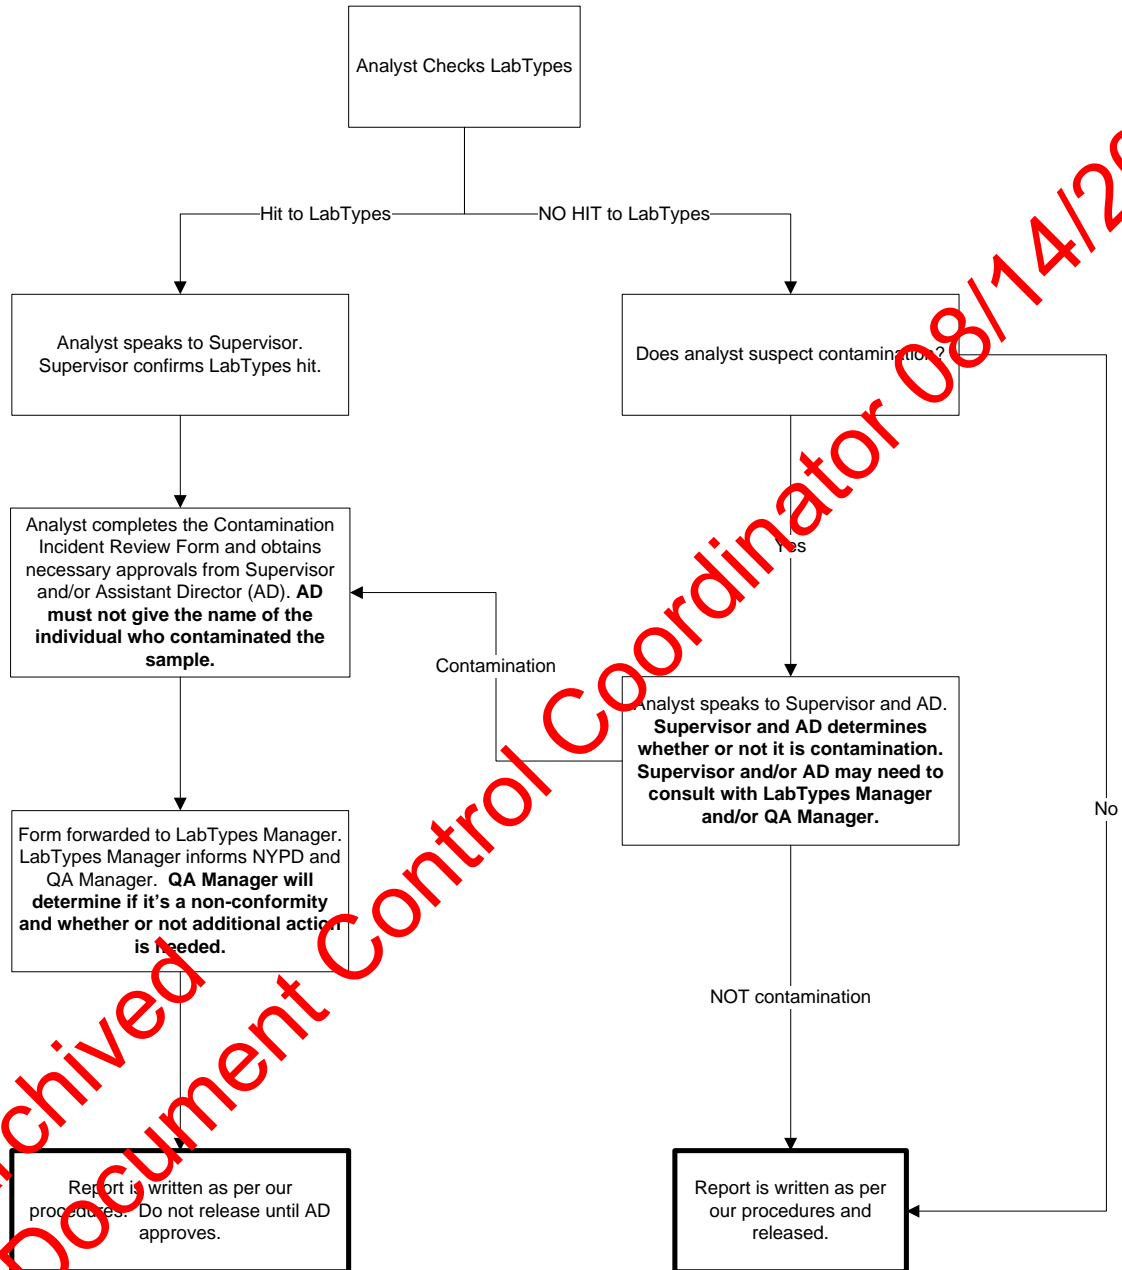 Analyst Checks LabTypes
Hit to LabTypes
NO HIT to LabTypes
Analyst speaks to Supervisor.
Supervisor confirms LabTypes hit.
Does analyst suspect contamination?
Analyst completes the Contamination
Incident Review Form and obtains
necessary approvals from Supervisor
and/or Assistant Director (AD). AD
must not give the name of the
individual who contaminated the
sample.
Yes
Contamination
Analyst speaks to Supervisor and AD.
Supervisor and AD determines
whether or not it is contamination.
Supervisor and/or AD may need to
consult with LabTypes Manager
and/or QA Manager.
No
Form forwarded to LabTypes Manager.
LabTypes Manager informs NYPD and
QA Manager. QA Manager will
determine if it's a non-conformity
and whether or not additional action
is needed.
NOT contamination
Report is written as per our
procedures. Do not release until AD
approves.
Report is written as per
our procedures and
released.
Archived
Document Control Coordinator 08/14/20